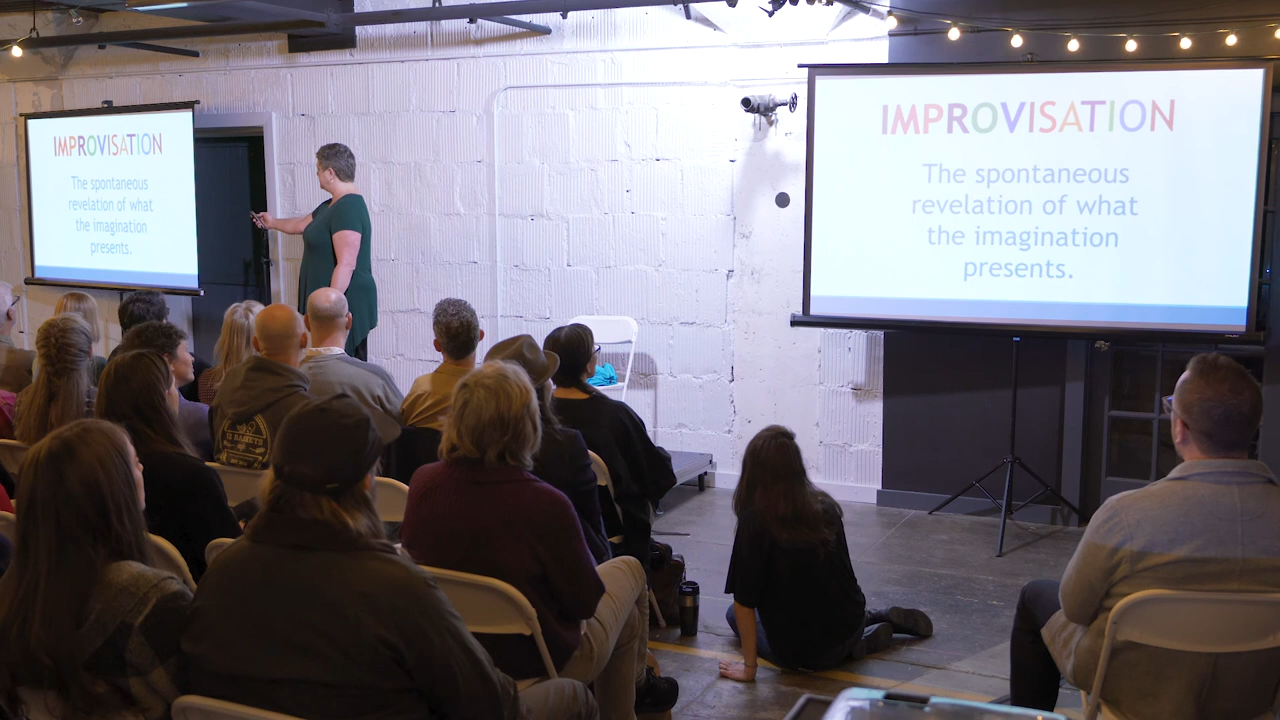 IMPROVISATION
The spontaneous
revelation of what
the imagination
presents.
IMPROVISATION
The spontaneous
revelation of what
the imagination
presents.